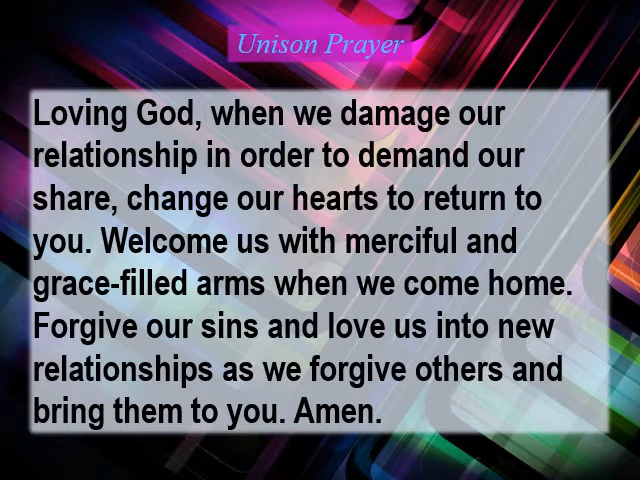 Unison Prayer
Loving God, when we damage our
relationship in order to demand our
share, change our hearts to return to
you. Welcome us with merciful and
grace-filled arms when we come home.
Forgive our sins and love us into new
relationships as we forgive others and
bring them to you. Amen.